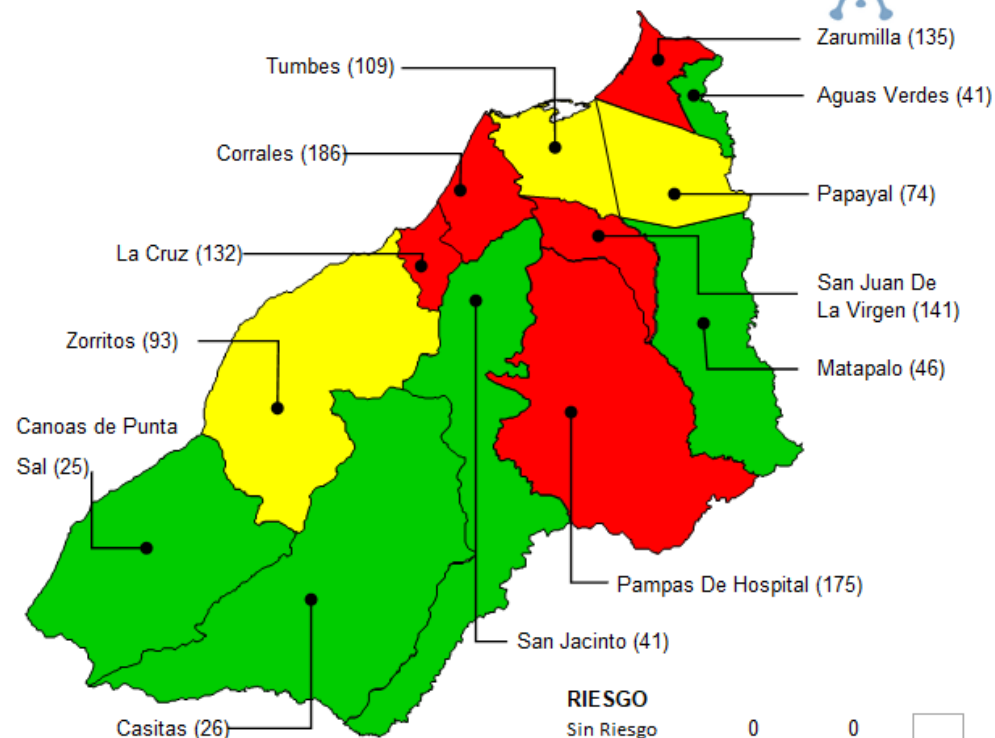 Zarumilla (135)
Tumbes (109)
Aguas Verdes (41)
Corrales (186)
Papayal (74)
La Cruz (132)
San Juan De
La Virgen (141)
Zorritos (93)
Matapalo (46)
Canoas de Punta
Sal (25)
Pampas De Hospital (175)
San Jacinto (41)
RIESGO
Casitas (26)
Sin Riesgo 0 0